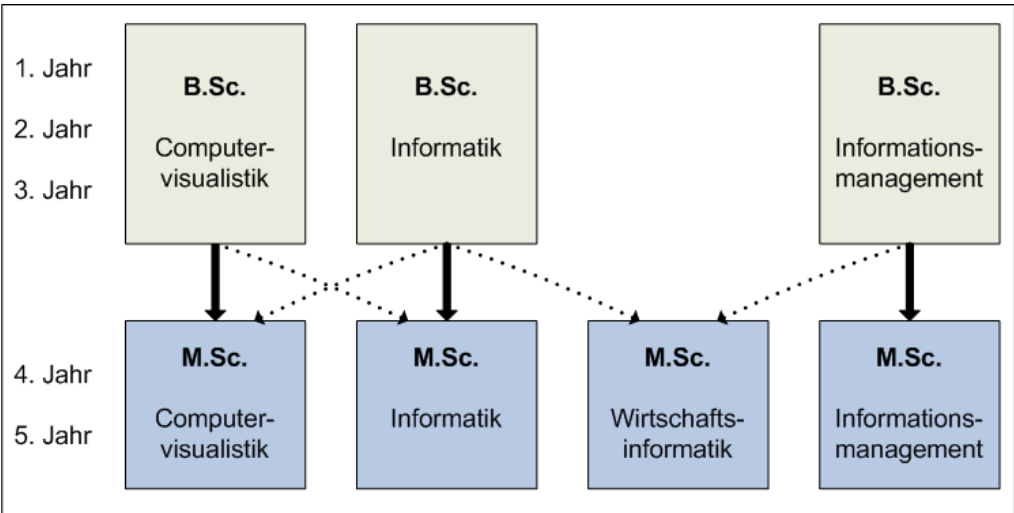 1. Jahr
2. Jahr
3. Jahr
B.Sc.
Computer-
visualistik
B.Sc.
Informatik
B.Sc.
Informations-
management
4. Jahr
5. Jahr
M.Sc.
Computer-
visualistik
M.Sc.
Informatik
M.Sc.
Wirtschafts-
informatik
M.Sc.
Informations-
management